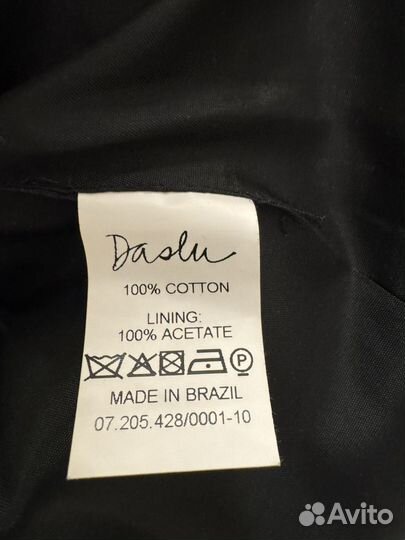 Daslu
100% COTTON
LINING:
100% ACETATE
P
MADE IN BRAZIL
07.205.428/0001-10
Avito